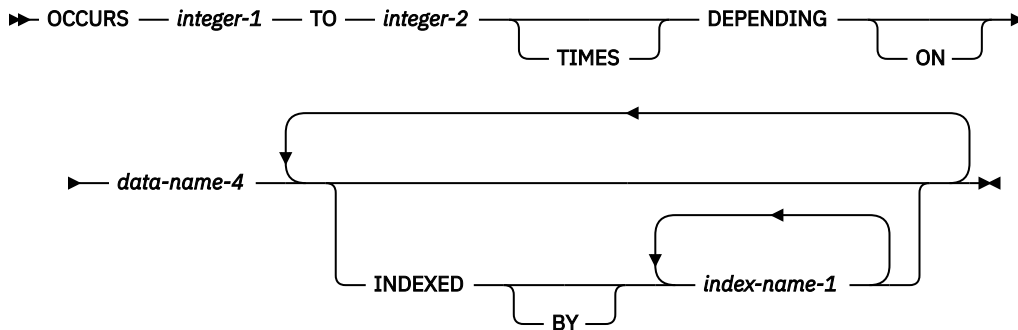 OCCURS integer-1 TO integer-2 DEPENDING
TIMES ON
data-name-4
INDEXED index-name-1
BY